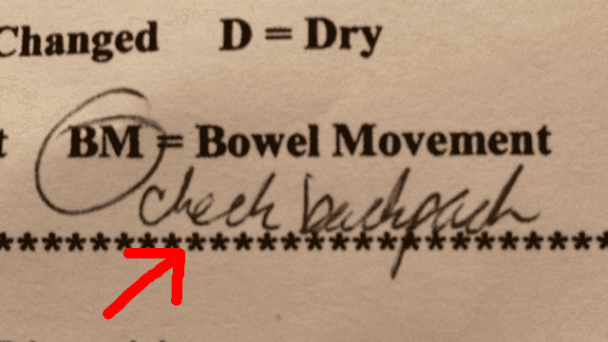 Changed D = Dry
t BM = Bowel Movement
check backpack
****************************